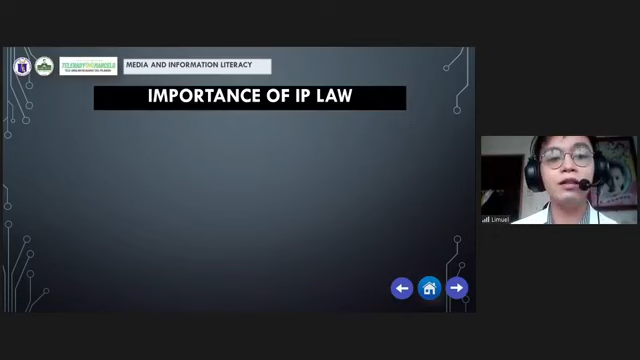 MEDIA AND INFORMATION LITERACY
IMPORTANCE OF IP LAW
Limuel